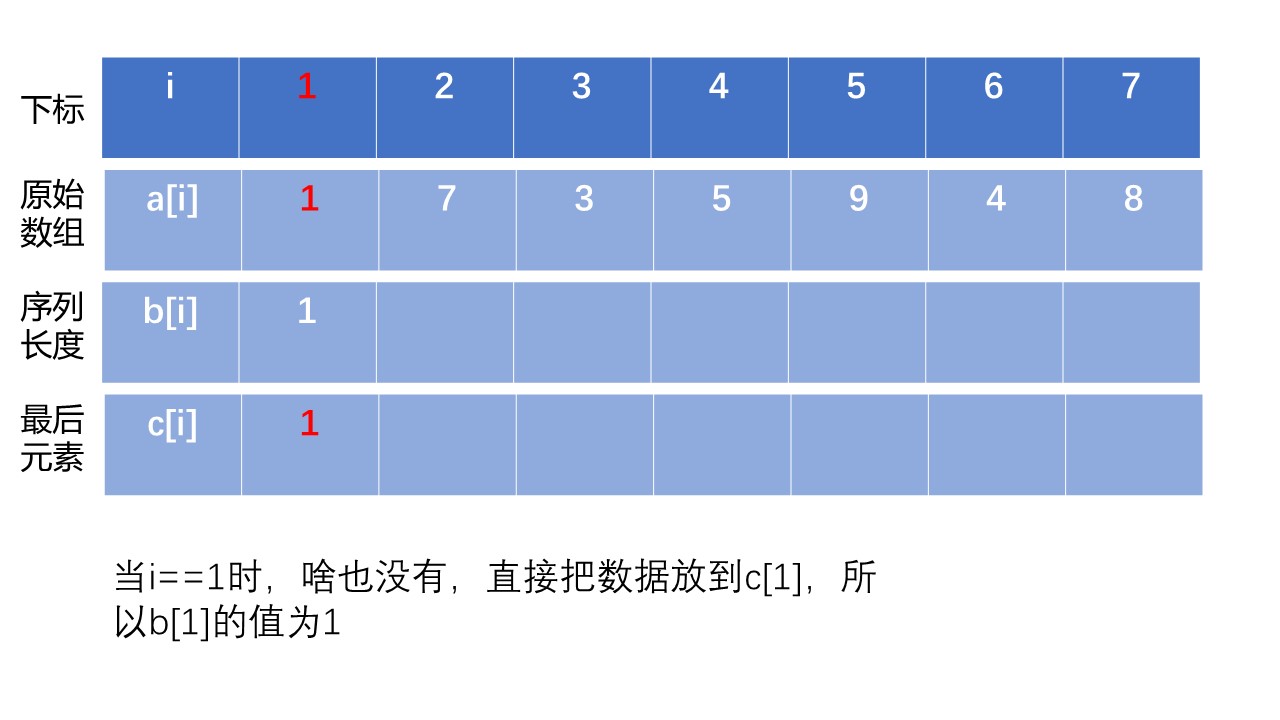 下标 i 1 2 3 4 5 6 7
原始
数组 a[i] 1 7 3 5 9 4 8
序列
长度 b[i] 1
最后
元素 c[i] 1
当i==1时，啥也没有，直接把数据放到c[1]，所
以b[1]的值为1